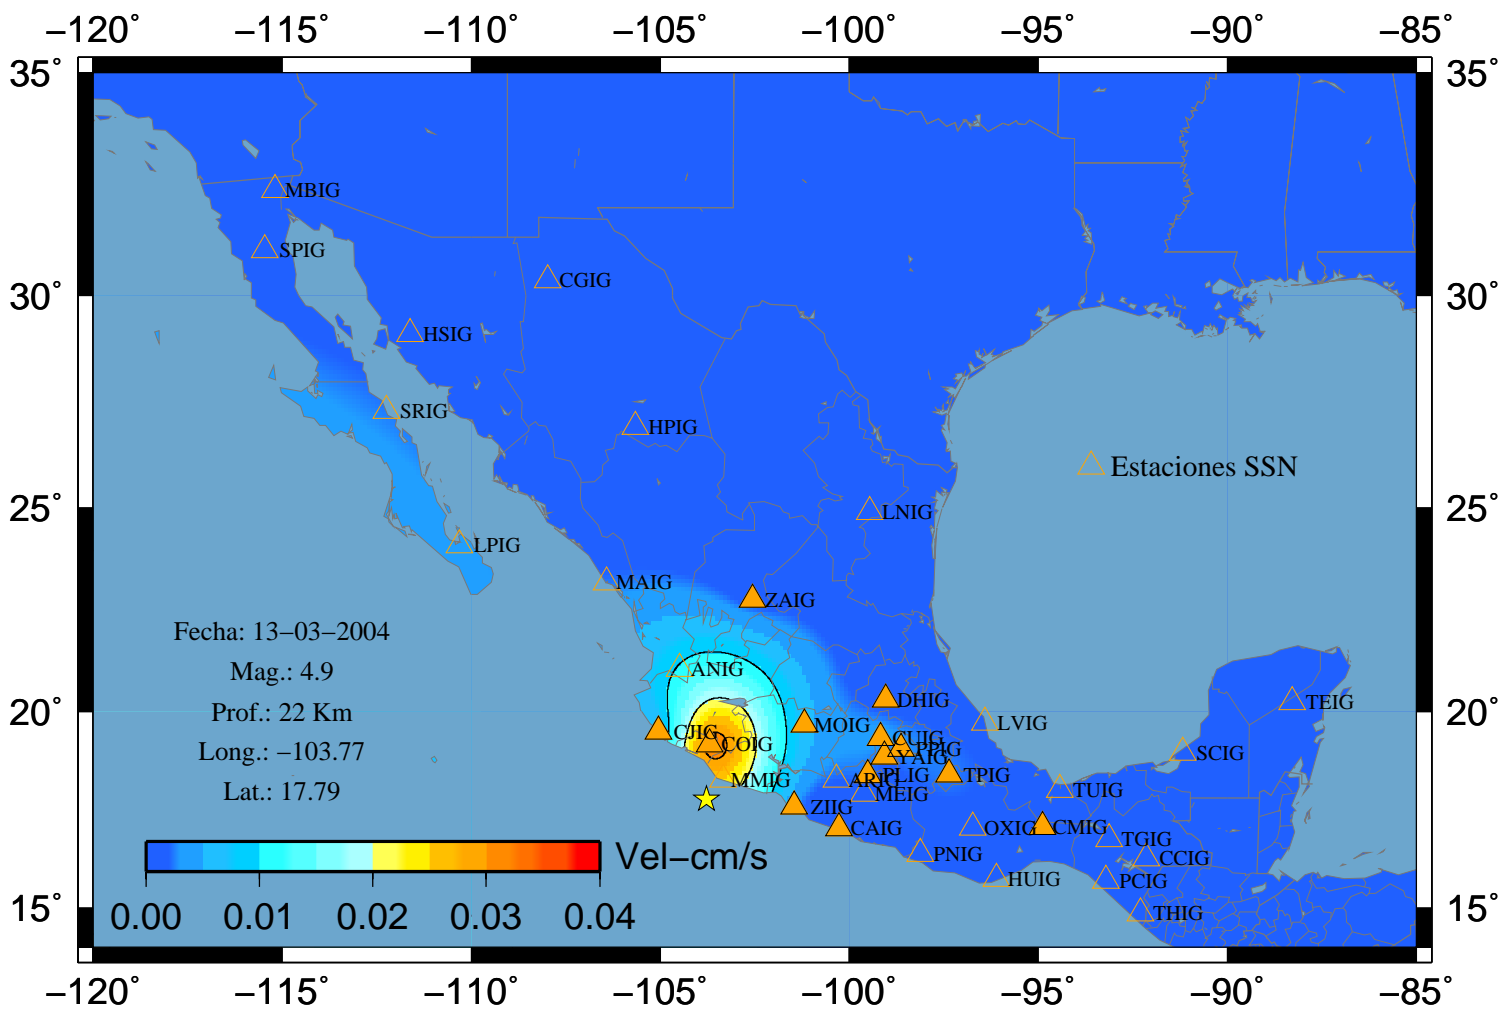 −120˚ −115˚ −110˚ −105˚ −100˚ −95˚ −90˚ −85˚
35˚ 35˚
MBIG
SPIG
CGIG
30˚ 30˚
HSIG
SRIG
HPIG
Estaciones SSN
25˚ LNIG 25˚
LPIG
MAIG
ZAIG
Fecha: 13−03−2004
Mag.: 4.9
ANIG
DHIG
TEIG
Prof.: 22 Km
20˚ 20˚
MOIG
LVIG
CJIG
CUIG
COIG
PPIG
Long.: −103.77
YAIG
SCIG
PLIG
TPIG
MMIG
ARIG
MEIG
TUIG
Lat.: 17.79
ZIIG
CAIG
OXIG
CMIG
TGIG
PNIG
CCIG
Vel−cm/s
HUIG
PCIG
THIG
15˚ 15˚
0.00 0.01 0.02 0.03 0.04
−120˚ −115˚ −110˚ −105˚ −100˚ −95˚ −90˚ −85˚